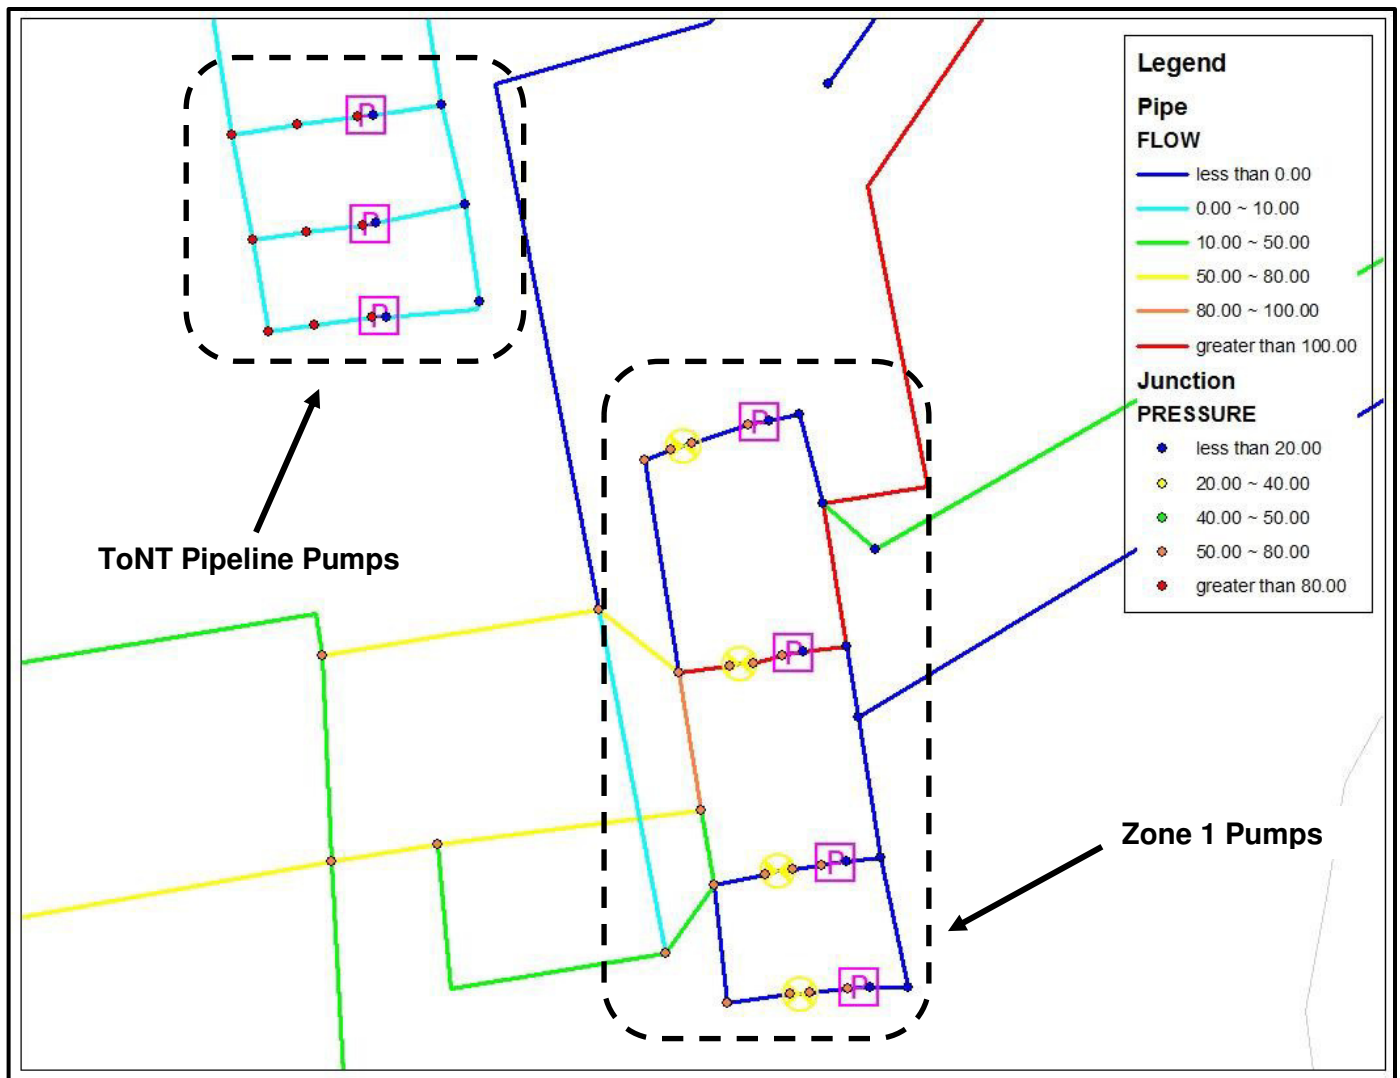 P
P
P
ToNT Pipeline Pumps
P
P
P
P
Zone 1 Pumps
Legend
Pipe
FLOW
less than 0.00
0.00 ~ 10.00
10.00 ~ 50.00
50.00 ~ 80.00
80.00 ~ 100.00
greater than 100.00
Junction
PRESSURE
less than 20.00
20.00 ~ 40.00
40.00 ~ 50.00
50.00 ~ 80.00
greater than 80.00